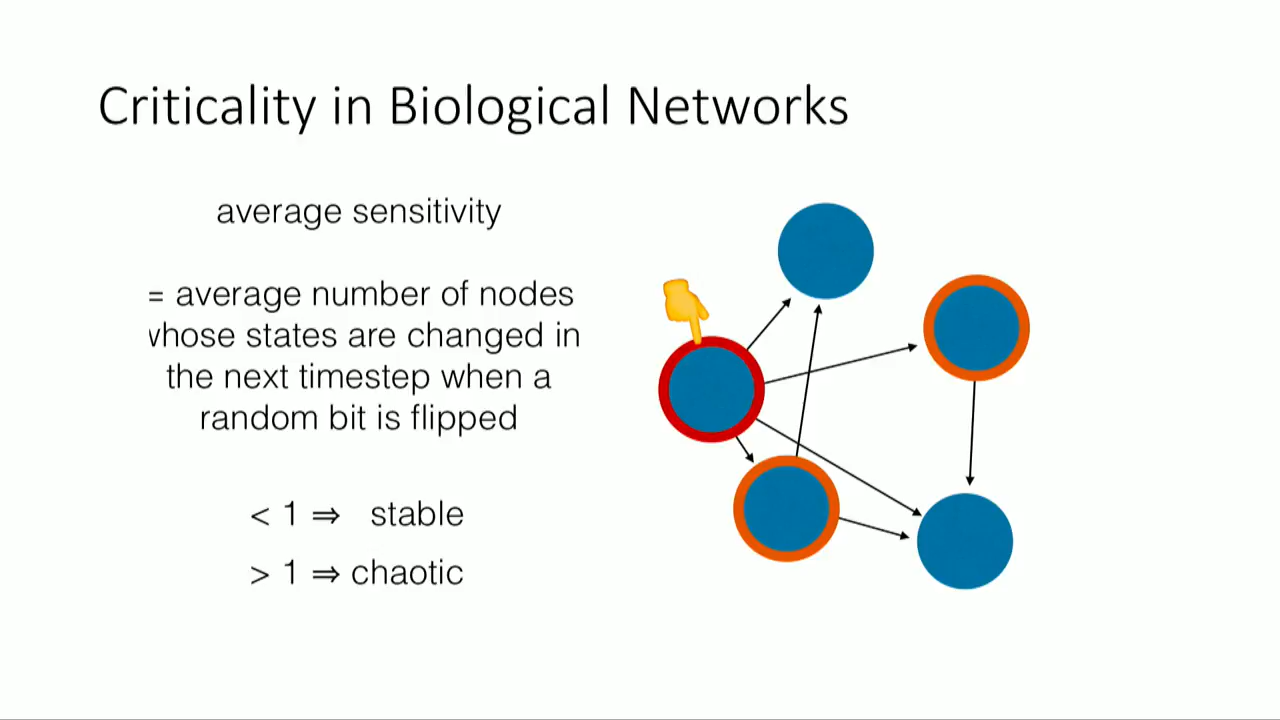 Criticality in Biological Networks
average sensitivity
= average number of nodes
whose states are changed in
the next timestep when a
random bit is flipped
< 1 ⇒ stable
> 1 ⇒ chaotic